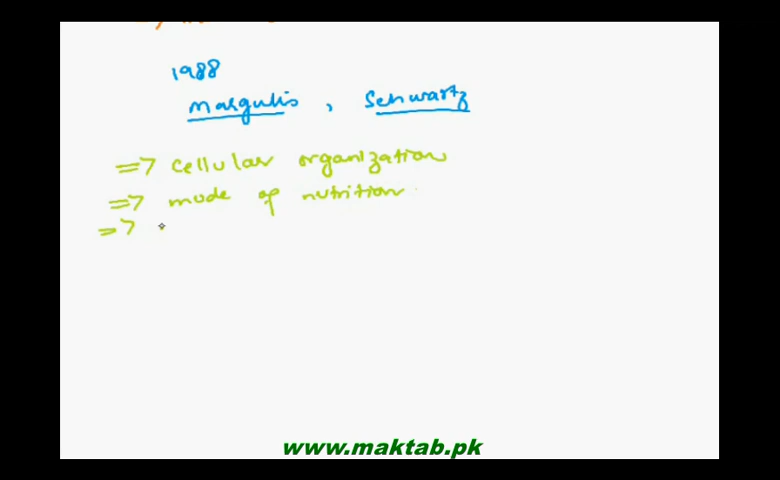 1988
Margulis , Schwartz
=> cellular organization
=> mode of nutrition.
=>
www.maktab.pk